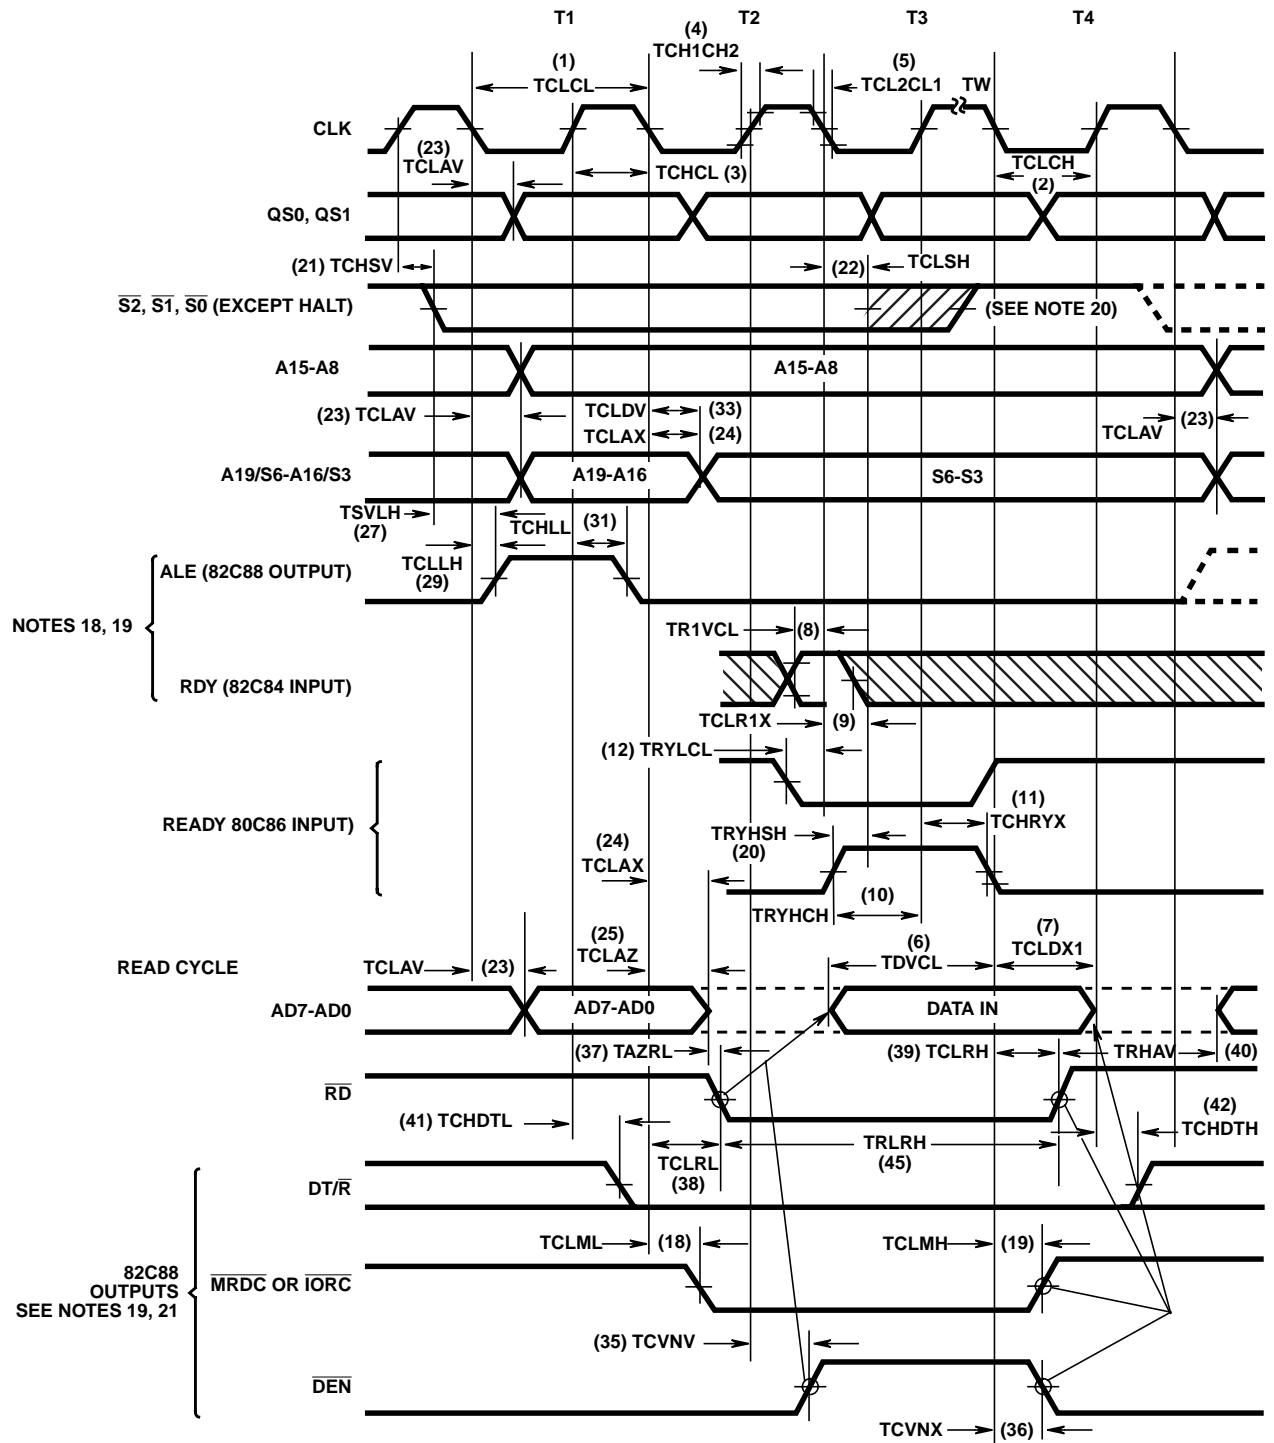 T1 T2 T3 T4
(4)
TCH1CH2
(1)
TCLCL
(5)
TCL2CL1
TW
CLK
(23)
TCLAV
TCHCL (3)
TCLCH
(2)
QS0, QS1
(21) TCHSV
(22)
TCLSH
S2, S1, S0 (EXCEPT HALT)
(SEE NOTE 20)
A15-A8
A15-A8
(23) TCLAV
TCLDV
(33)
TCLAX
(24)
TCLAV
(23)
A19/S6-A16/S3
A19-A16
S6-S3
TSVLH
(27)
TCHLL
(31)
TCLLH
(29)
ALE (82C88 OUTPUT)
NOTES 18, 19
TR1VCL
(8)
RDY (82C84 INPUT)
TCLR1X
(9)
(12) TRYLCL
READY 80C86 INPUT)
(11)
TCHRYX
TRYHSH
(20)
(24)
TCLAX
(10)
TRYHCH
READ CYCLE
TCLAV
(23)
(25)
TCLAZ
(6)
TDVCL
(7)
TCLDX1
AD7-AD0
AD7-AD0
DATA IN
(37) TAZRL
(39) TCLRH
TRHAV
(40)
RD
(41) TCHDTL
(42)
TCHDTH
TCLRL
(38)
TRLRH
(45)
DT/R
TCLML
(18)
TCLMH
(19)
82C88
OUTPUTS
SEE NOTES 19, 21
MRDC OR IORC
(35) TCVNV
DEN
TCVNX
(36)